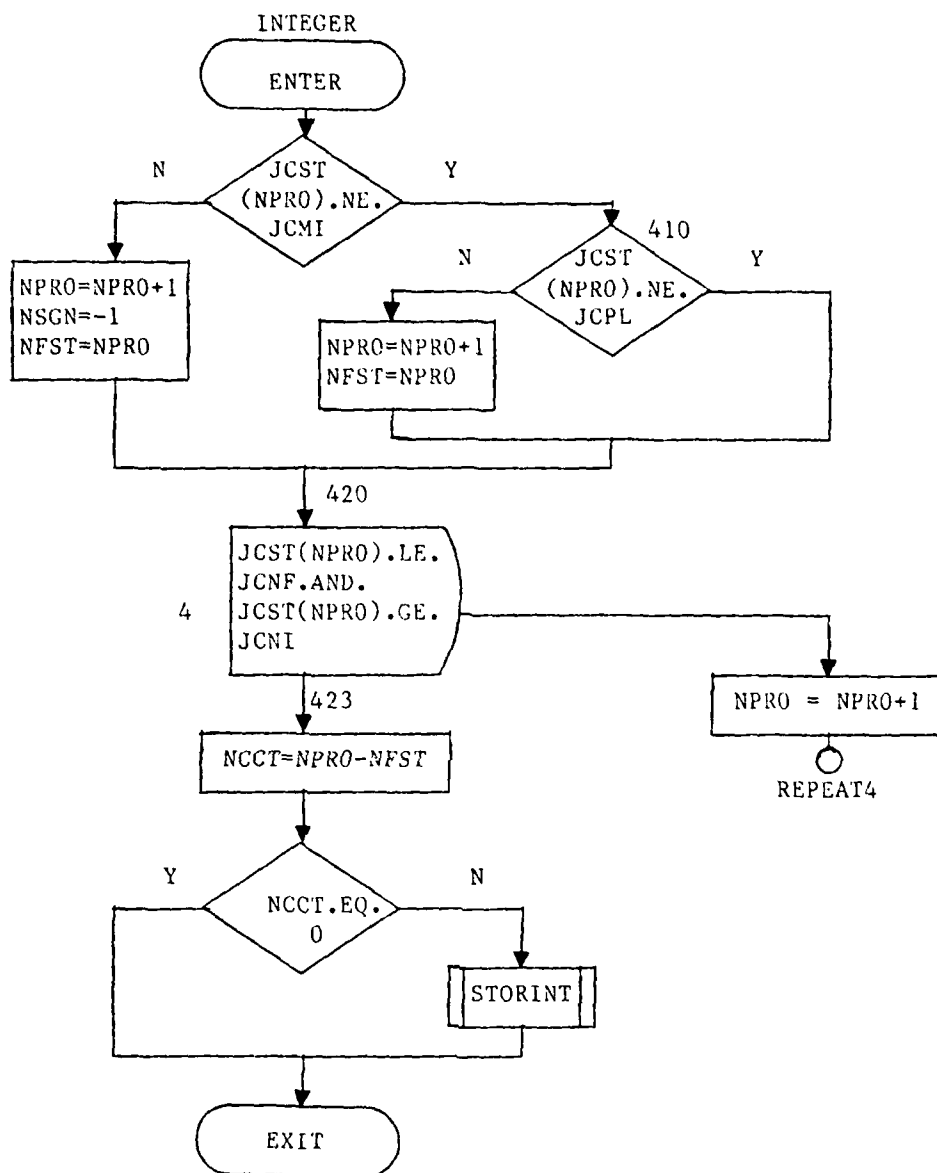 INTEGER
ENTER
N
JCST
(NPRO).NE.
JCMI
Y
NPRO=NPRO+1
NSGN=-1
NFST=NPRO
410
N
JCST
(NPRO).NE.
JCPL
Y
NPRO=NPRO+1
NFST=NPRO
420
4
JCST(NPRO).LE.
JCNF.AND.
JCST(NPRO).GE.
JCNI
NPRO = NPRO+1
REPEAT4
423
NCCT=NPRO-NFST
Y
NCCT.EQ.
0
N
STORINT
EXIT